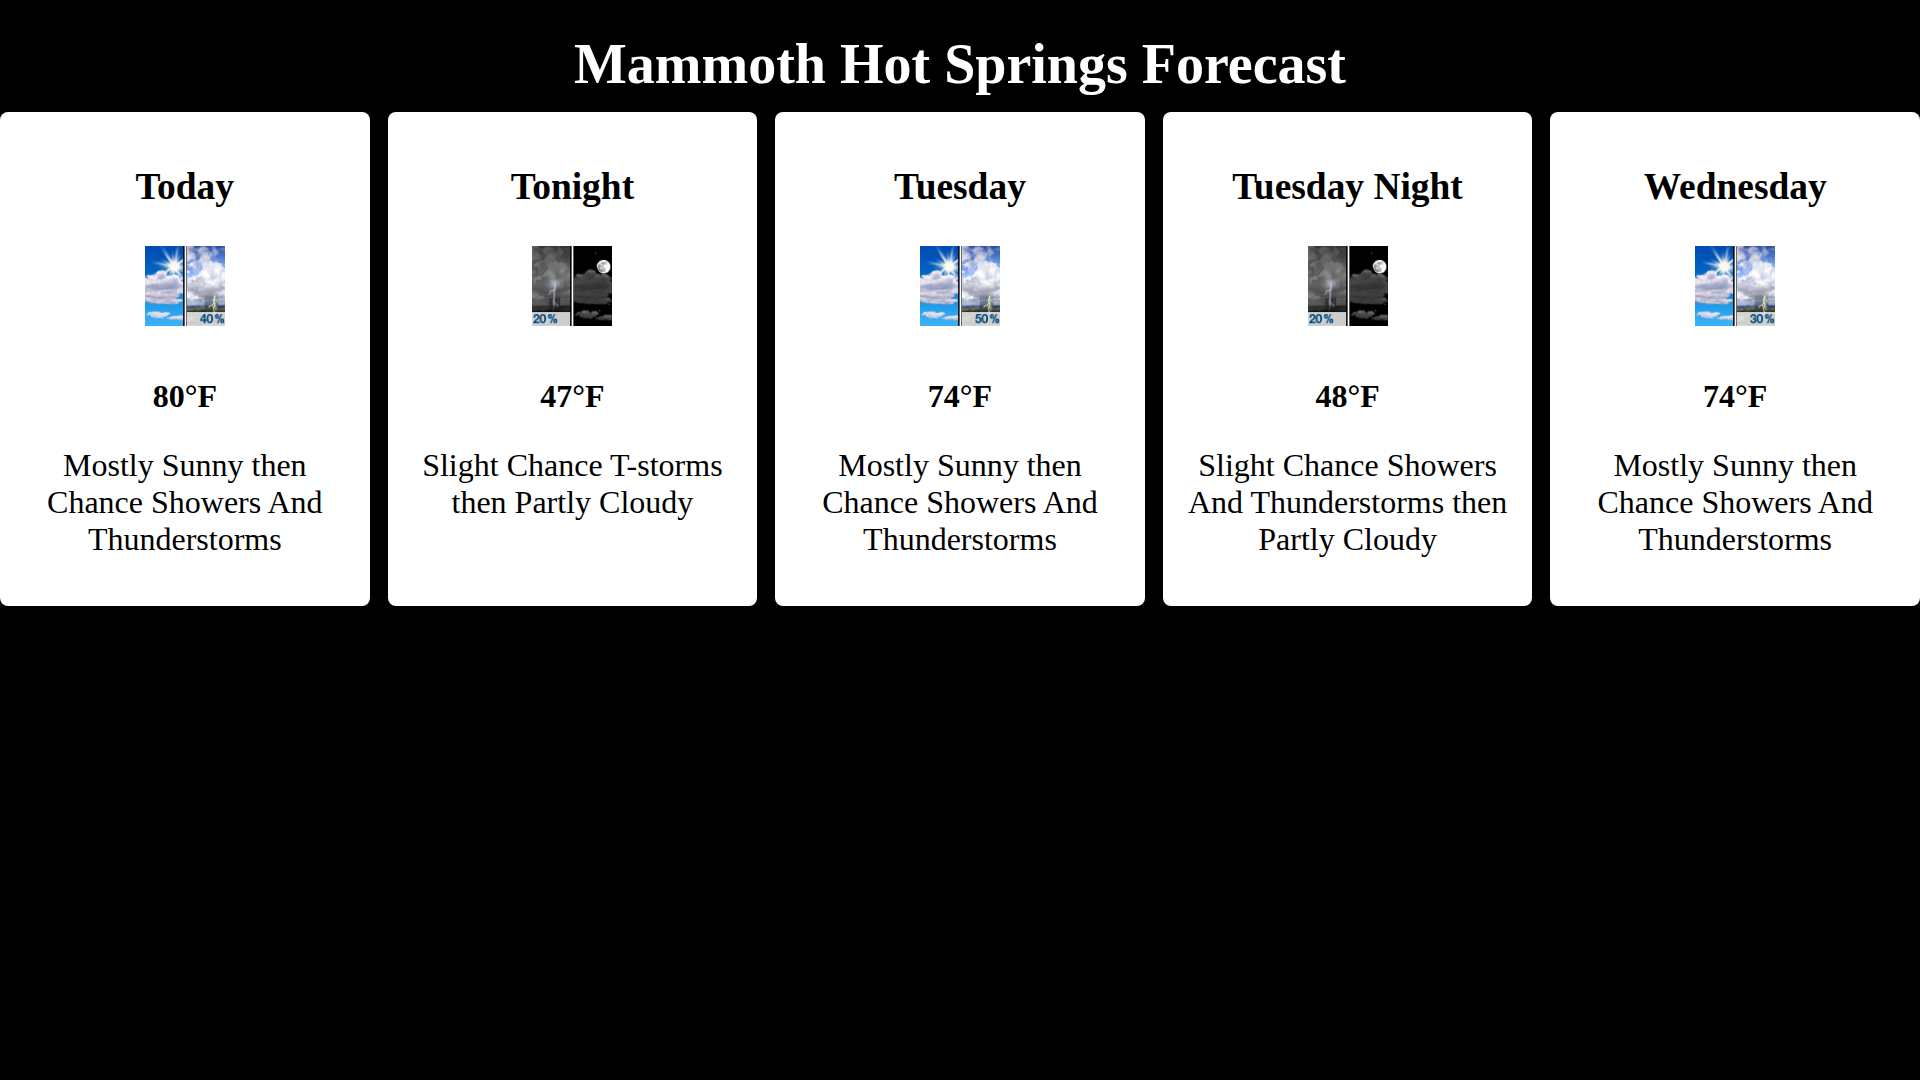 Mammoth Hot Springs Forecast
Today
40%
80°F
Mostly Sunny then
Chance Showers And
Thunderstorms
Tonight
20%
47°F
Slight Chance T-storms
then Partly Cloudy
Tuesday
50%
74°F
Mostly Sunny then
Chance Showers And
Thunderstorms
Tuesday Night
20%
48°F
Slight Chance Showers
And Thunderstorms then
Partly Cloudy
Wednesday
30%
74°F
Mostly Sunny then
Chance Showers And
Thunderstorms